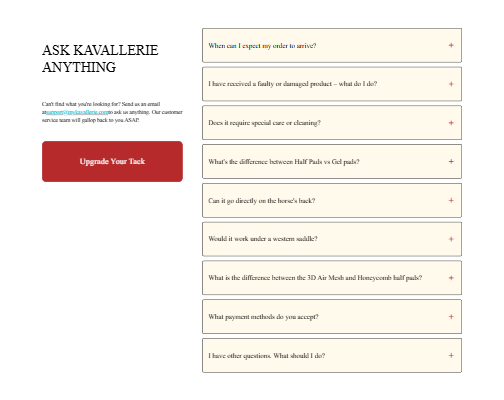 ASK KAVALLERIE
ANYTHING
Can't find what you're looking for? Send us an email
at support@mykavallerie.com to ask us anything. Our customer
service team will gallop back to you ASAP.
Upgrade Your Tack
When can I expect my order to arrive? +
I have received a faulty or damaged product – what do I do? +
Does it require special care or cleaning? +
What's the difference between Half Pads vs Gel pads? +
Can it go directly on the horse's back? +
Would it work under a western saddle? +
What is the difference between the 3D Air Mesh and Honeycomb half pads? +
What payment methods do you accept? +
I have other questions. What should I do? +